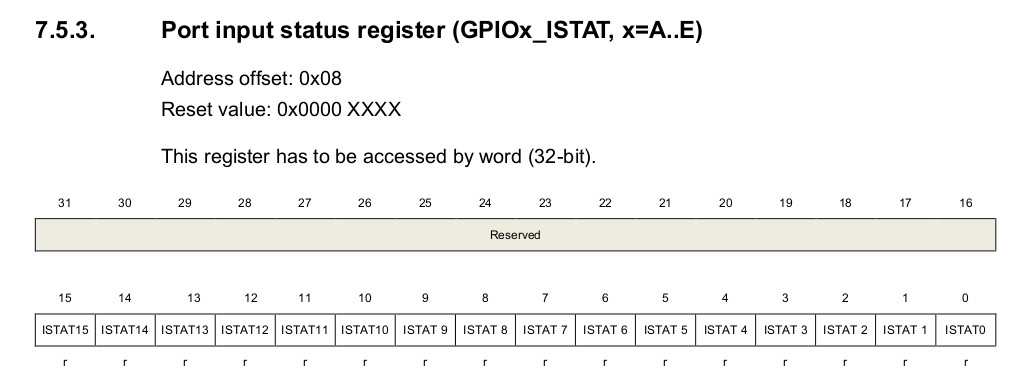 7.5.3. Port input status register (GPIOx_ISTAT, x=A..E)
Address offset: 0x08
Reset value: 0x0000 XXXX
This register has to be accessed by word (32-bit).
31 30 29 28 27 26 25 24 23 22 21 20 19 18 17 16
Reserved
15 14 13 12 11 10 9 8 7 6 5 4 3 2 1 0
ISTAT15 ISTAT14 ISTAT13 ISTAT12 ISTAT11 ISTAT10 ISTAT 9 ISTAT 8 ISTAT 7 ISTAT 6 ISTAT 5 ISTAT 4 ISTAT 3 ISTAT 2 ISTAT 1 ISTAT0
r r r r r r r r r r r r r r r r